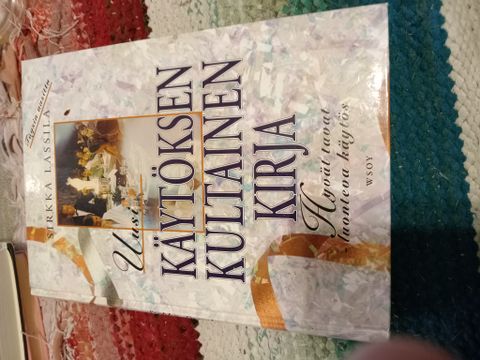 SIRKKA LASSILA
Uusi
KÄYTÖKSEN
KULTAINEN
KIRJA
Hyvät tavat
luonteva käytös
WSOY